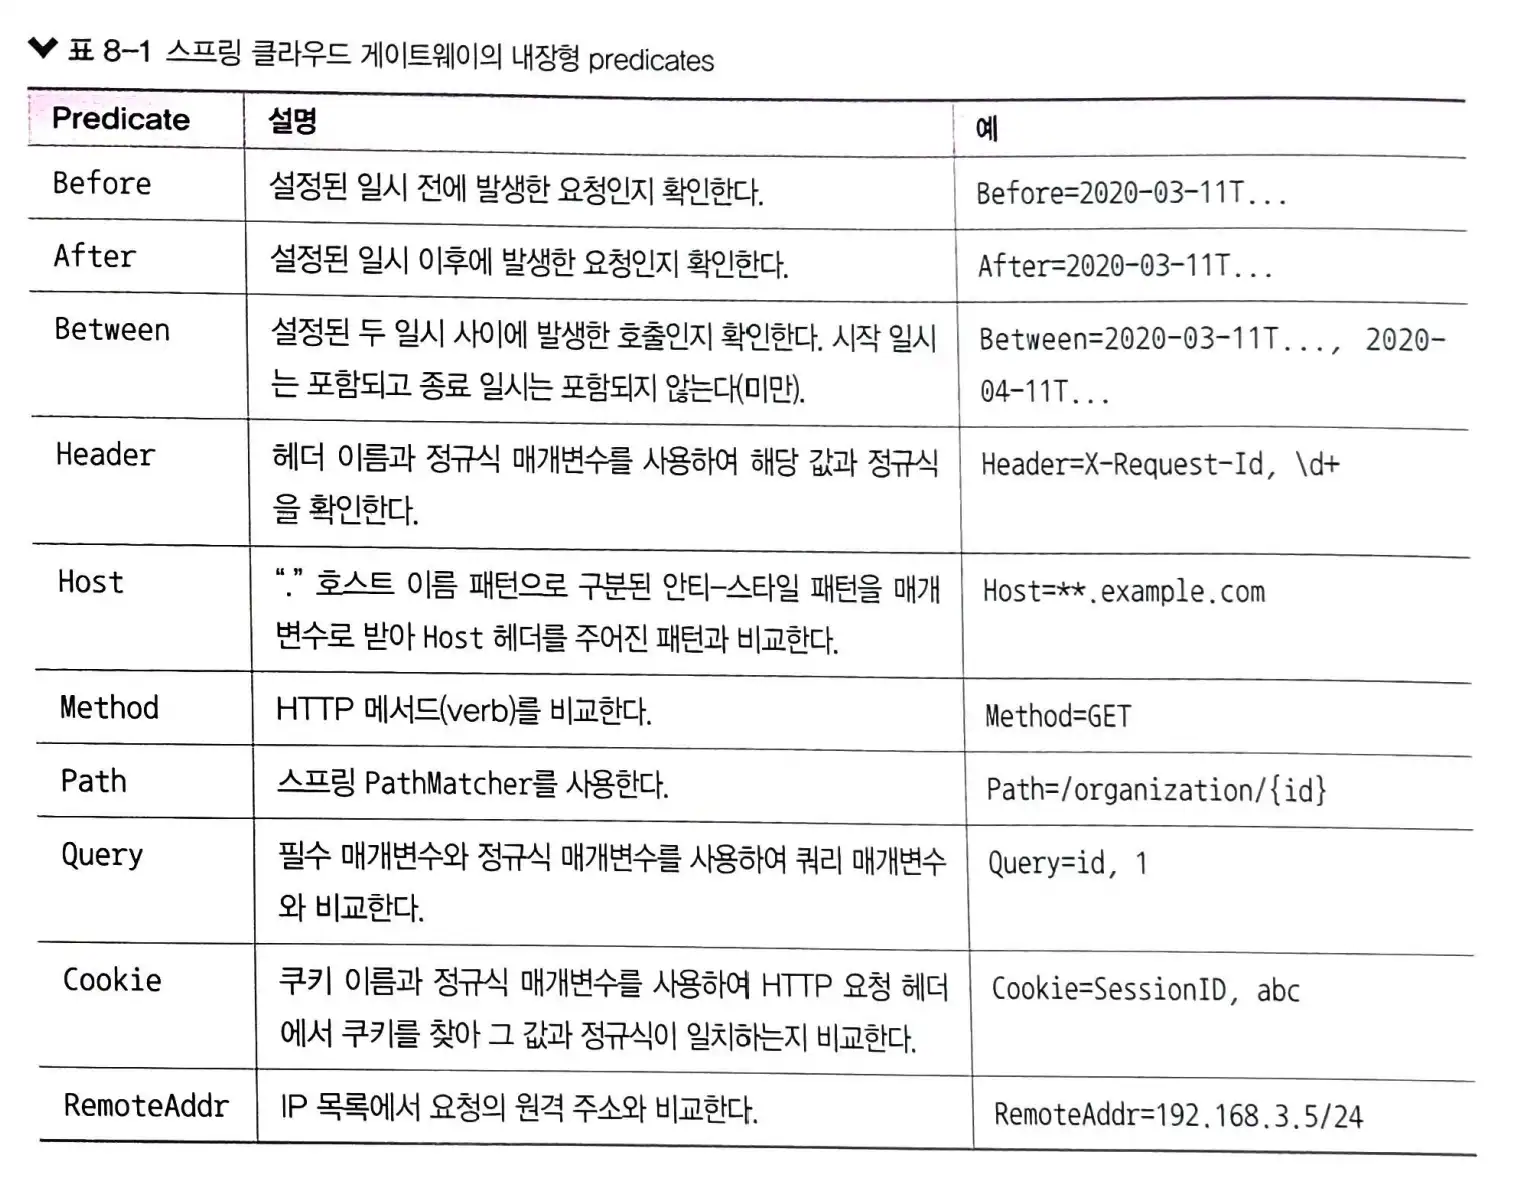 표 8-1 스프링 클라우드 게이트웨이의 내장형 predicates
Predicate 설명 예
Before 설정된 일시 전에 발생한 요청인지 확인한다. Before=2020-03-11T...
After 설정된 일시 이후에 발생한 요청인지 확인한다. After=2020-03-11T...
Between 설정된 두 일시 사이에 발생한 호출인지 확인한다. 시작 일시 Between=2020-03-11T..., 2020-
는 포함되고 종료 일시는 포함되지 않는다(미만). 04-11T...
Header 헤더 이름과 정규식 매개변수를 사용하여 해당 값과 정규식 Header=X-Request-Id, \d+
을 확인한다.
Host “.” 호스트 이름 패턴으로 구분된 안티-스타일 패턴을 매개 Host=**.example.com
변수로 받아 Host 헤더를 주어진 패턴과 비교한다.
Method HTTP 메서드(verb)를 비교한다. Method=GET
Path 스프링 PathMatcher를 사용한다. Path=/organization/{id}
Query 필수 매개변수와 정규식 매개변수를 사용하여 쿼리 매개변수 Query=id, 1
와 비교한다.
Cookie 쿠키 이름과 정규식 매개변수를 사용하여 HTTP 요청 헤더 Cookie=SessionID, abc
에서 쿠키를 찾아 그 값과 정규식이 일치하는지 비교한다.
RemoteAddr IP 목록에서 요청의 원격 주소와 비교한다. RemoteAddr=192.168.3.5/24